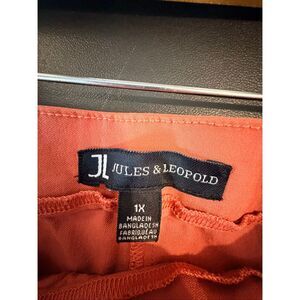 JL JULES & LEOPOLD
1X
MADE IN
BANGLADESH
FABRIQUÉ AU
BANGLADESH